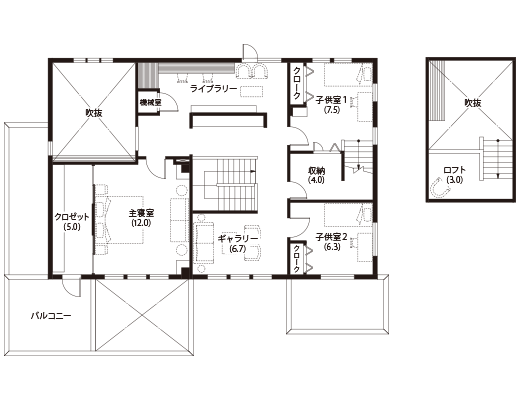 吹抜
機械室
ライブラリー
クローク
子供室1
(7.5)
収納
(4.0)
クロゼット
(5.0)
主寝室
(12.0)
ギャラリー
(6.7)
子供室2
(6.3)
クローク
バルコニー
吹抜
ロフト
(3.0)